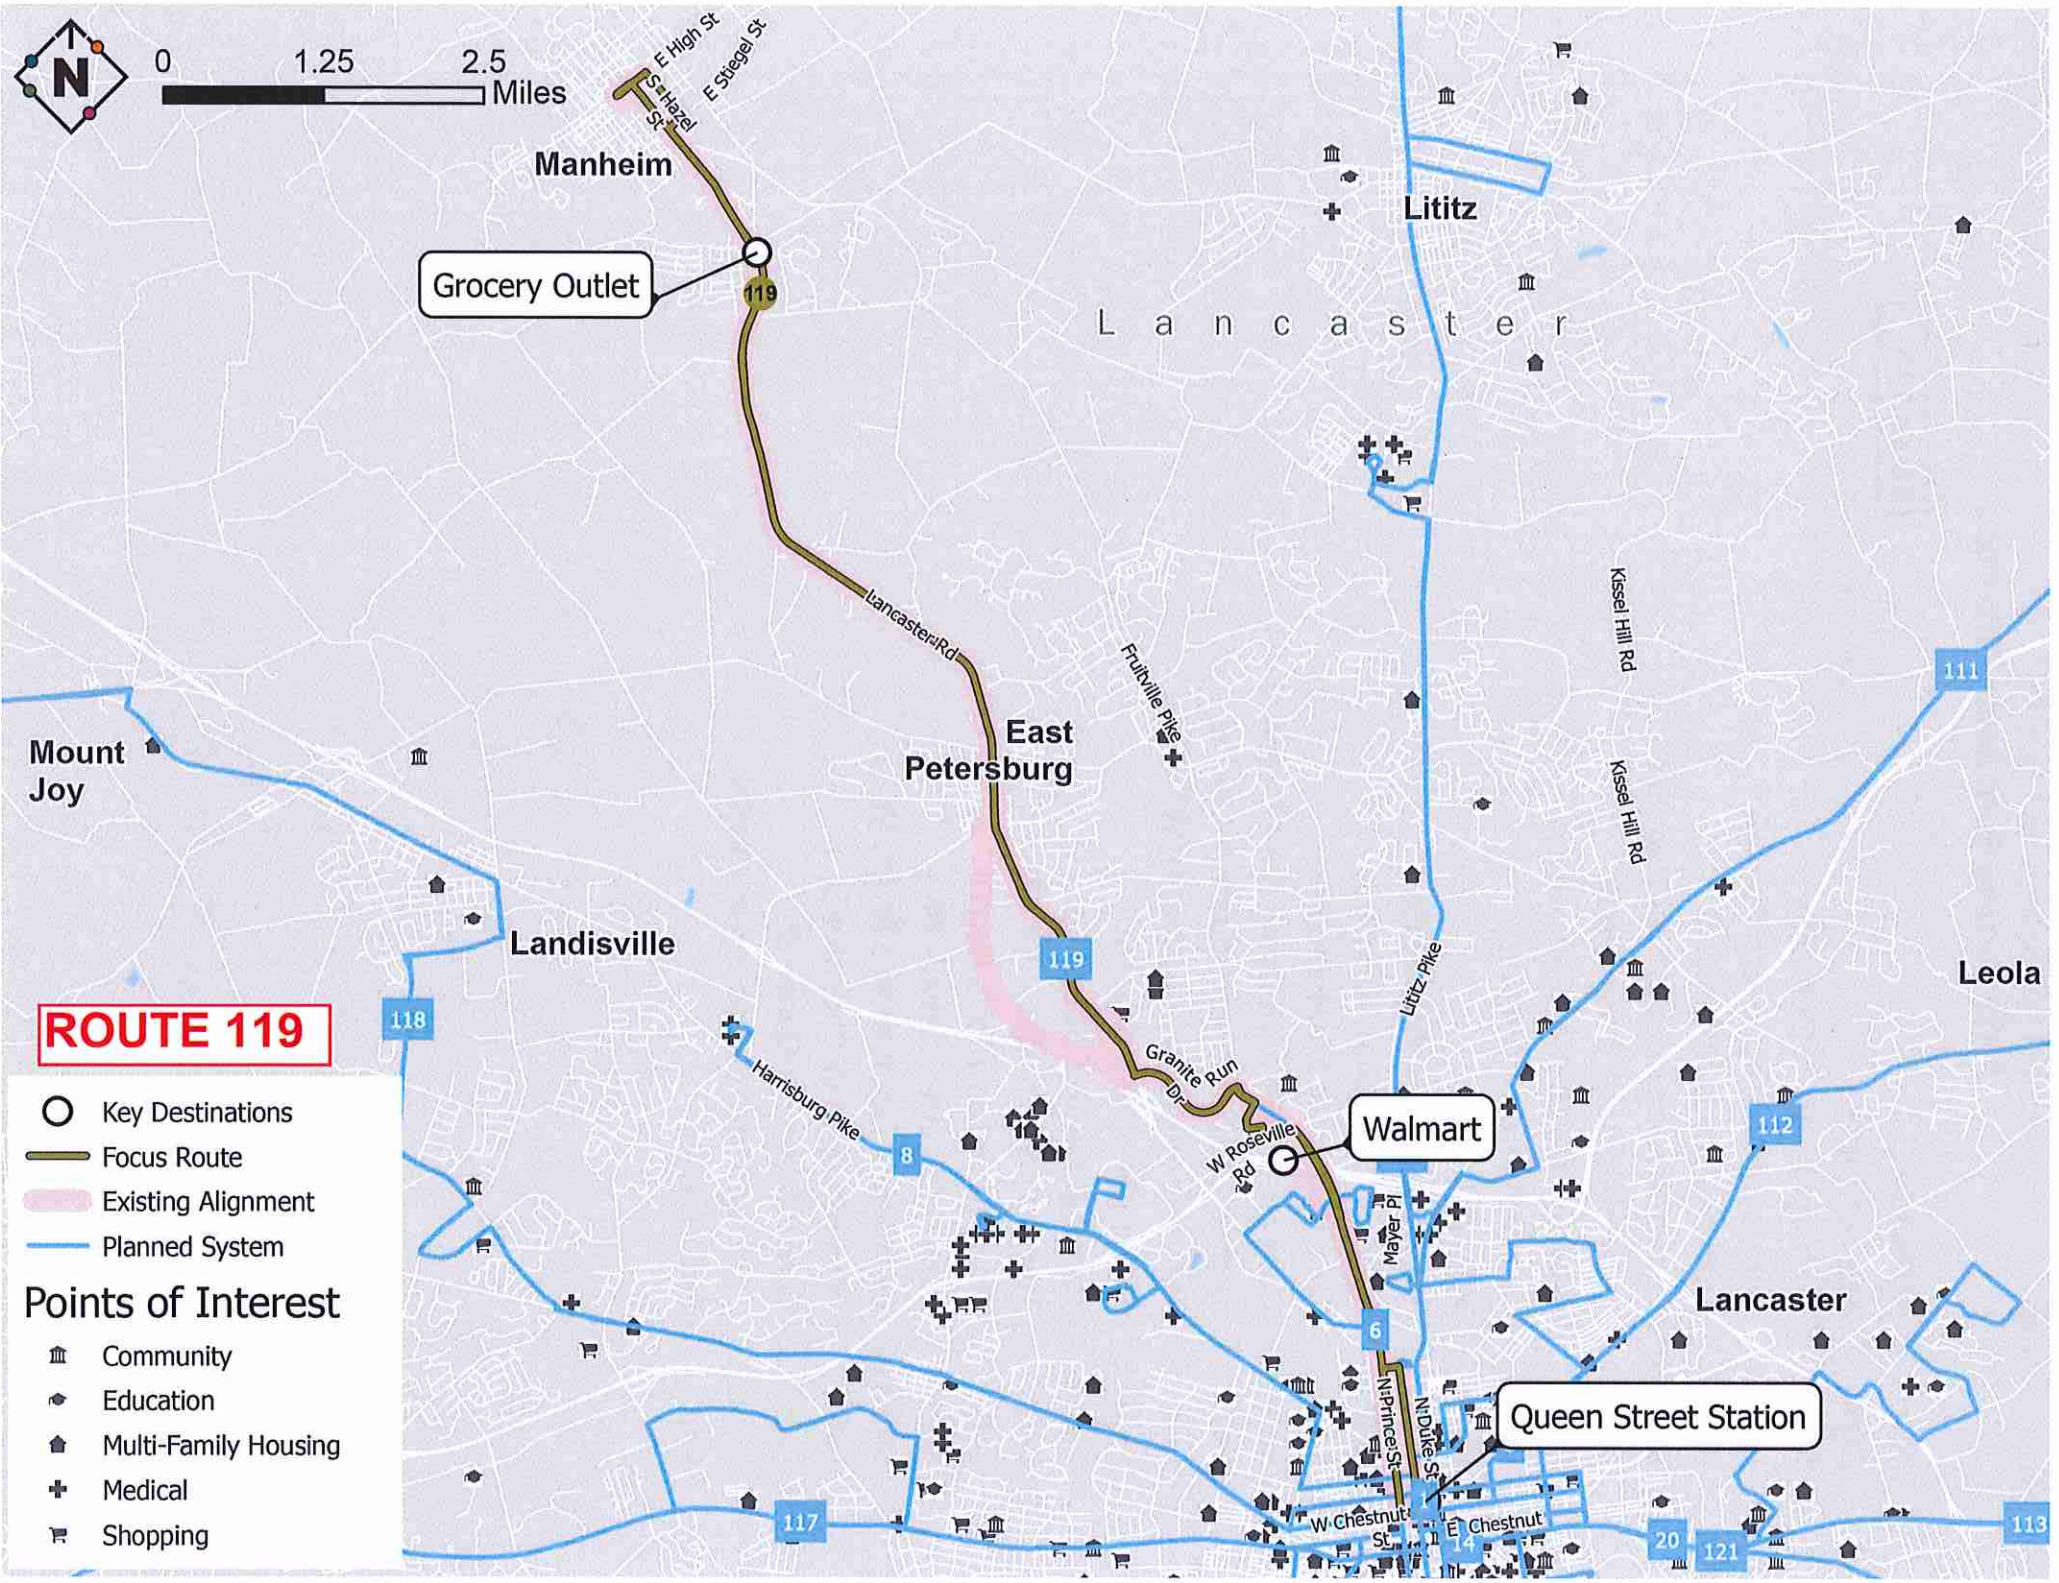 N
0 1.25 2.5
Miles
E High St
E Stiegel St
S Hazel
St
Manheim
Grocery Outlet
119
Lititz
Lancaster
Lancaster Rd
Fruitville Pike
Kissel Hill Rd
111
East
Petersburg
Mount
Joy
Kissel Hill Rd
Landisville
119
Lititz Pike
Leola
118
ROUTE 119
Granite Run
Dr
Harrisburg Pike
8
W Roseville
Rd
Walmart
112
Key Destinations
Focus Route
Existing Alignment
Planned System
Mayer Pl
Points of Interest
Community
Education
Multi-Family Housing
Medical
Shopping
Lancaster
6
N Prince St
N Duke St
Queen Street Station
1
117
W Chestnut
St
E Chestnut
14
20
121
113